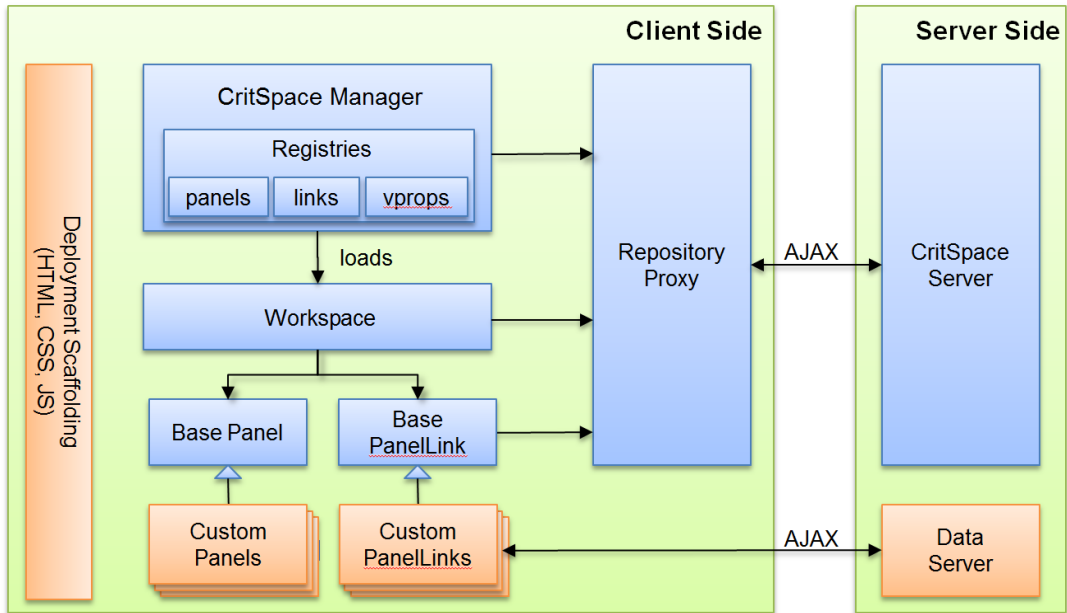 Client Side
Server Side
Deployment Scaffolding
(HTML, CSS, JS)
CritSpace Manager
Registries
panels
links
vprops
loads
Workspace
Base Panel
Base
PanelLink
Custom
Panels
Custom
PanelLinks
Repository
Proxy
AJAX
CritSpace
Server
AJAX
Data
Server